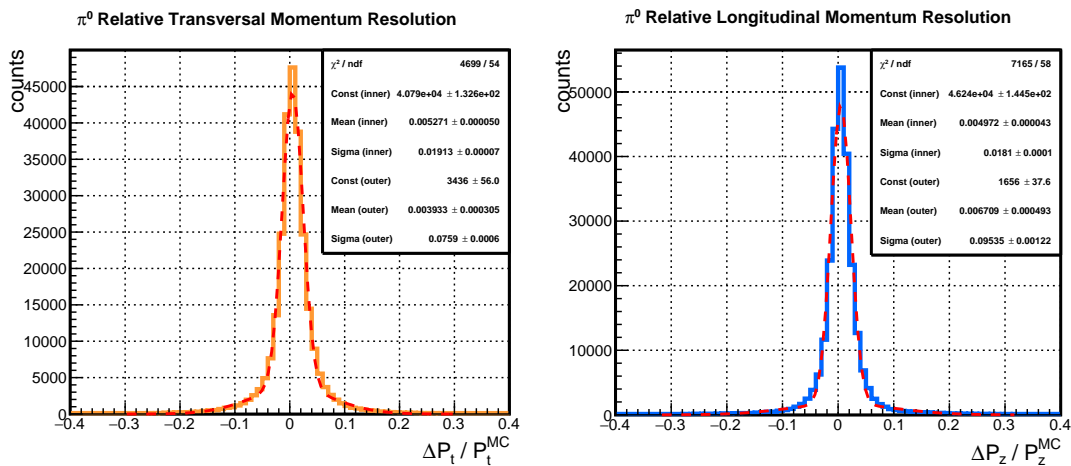 π⁰ Relative Transversal Momentum Resolution
counts
45000
40000
35000
30000
25000
20000
15000
10000
5000
0
−0.4 −0.3 −0.2 −0.1 0 0.1 0.2 0.3 0.4
ΔP_t / P_t^MC
χ² / ndf 4699 / 54
Const (inner) 4.079e+04 ± 1.326e+02
Mean (inner) 0.005271 ± 0.000050
Sigma (inner) 0.01913 ± 0.00007
Const (outer) 3436 ± 56.0
Mean (outer) 0.003933 ± 0.000305
Sigma (outer) 0.0759 ± 0.0006
π⁰ Relative Longitudinal Momentum Resolution
counts
50000
40000
30000
20000
10000
0
−0.4 −0.3 −0.2 −0.1 0 0.1 0.2 0.3 0.4
ΔP_z / P_z^MC
χ² / ndf 7165 / 58
Const (inner) 4.624e+04 ± 1.445e+02
Mean (inner) 0.004972 ± 0.000043
Sigma (inner) 0.0181 ± 0.0001
Const (outer) 1656 ± 37.6
Mean (outer) 0.006709 ± 0.000493
Sigma (outer) 0.09535 ± 0.00122